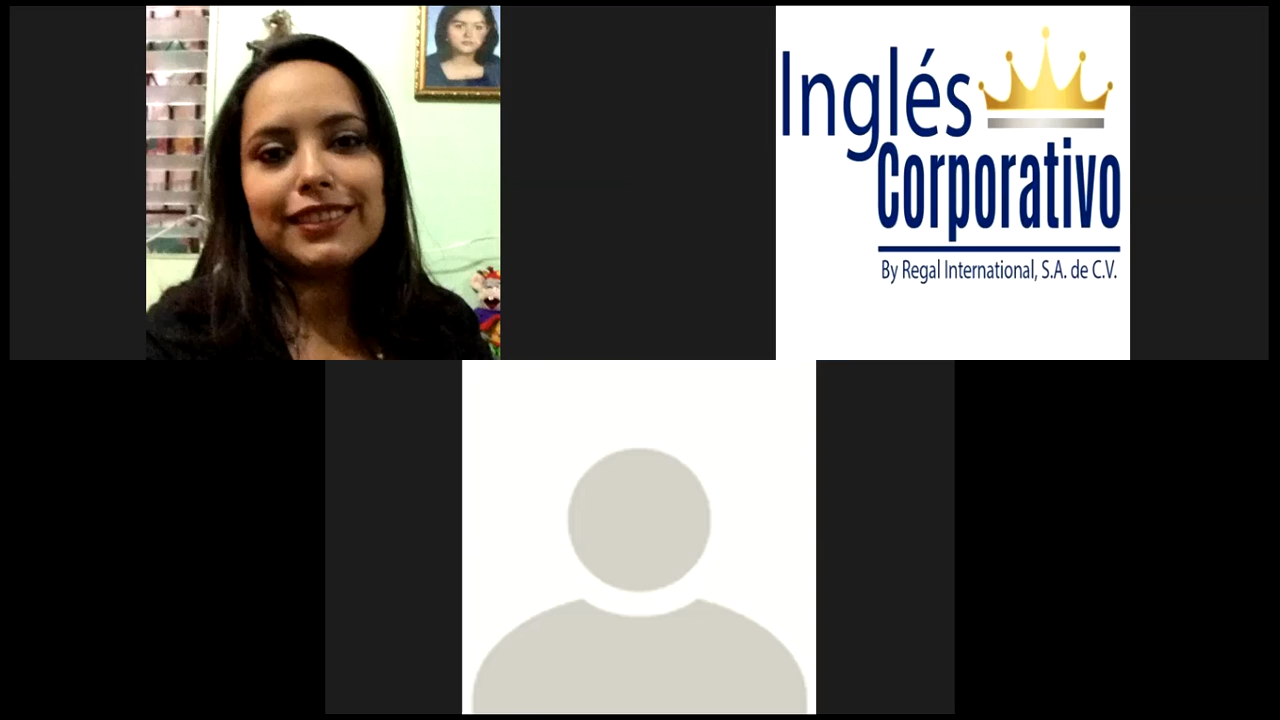 Inglés
Corporativo
By Regal International, S.A. de C.V.